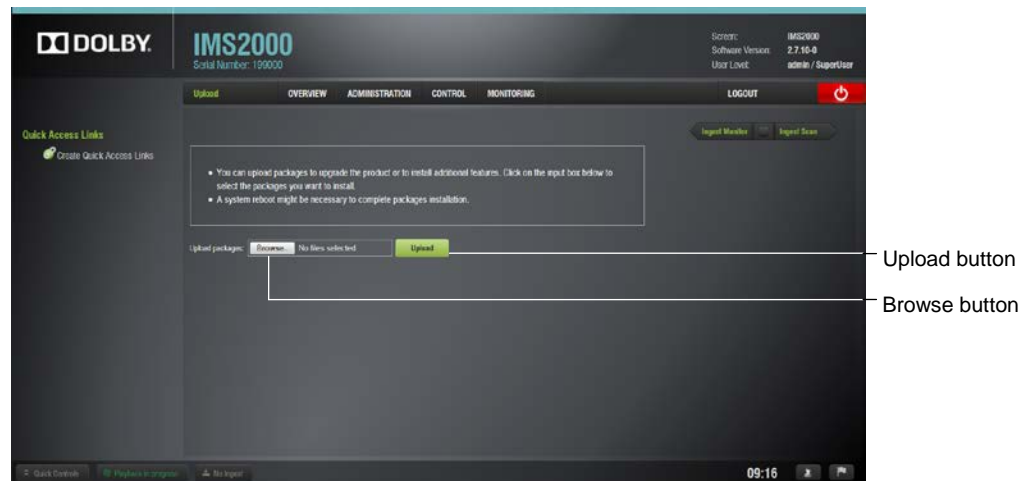 DOLBY.
IMS2000
Serial Number: 199000
Screen: IMS2000
Software Version: 2.7.10-0
User Level: admin / SuperUser
Upload OVERVIEW ADMINISTRATION CONTROL MONITORING LOGOUT
Quick Access Links
Create Quick Access Links
Ingest Monitor Ingest Scan
• You can upload packages to upgrade the product or to install additional features. Click on the input box below to
select the packages you want to install.
• A system reboot might be necessary to complete packages installation.
Upload packages: Browse... No files selected. Upload
Upload button
Browse button
Quick Controls Playback in progress No Ingest 09:16